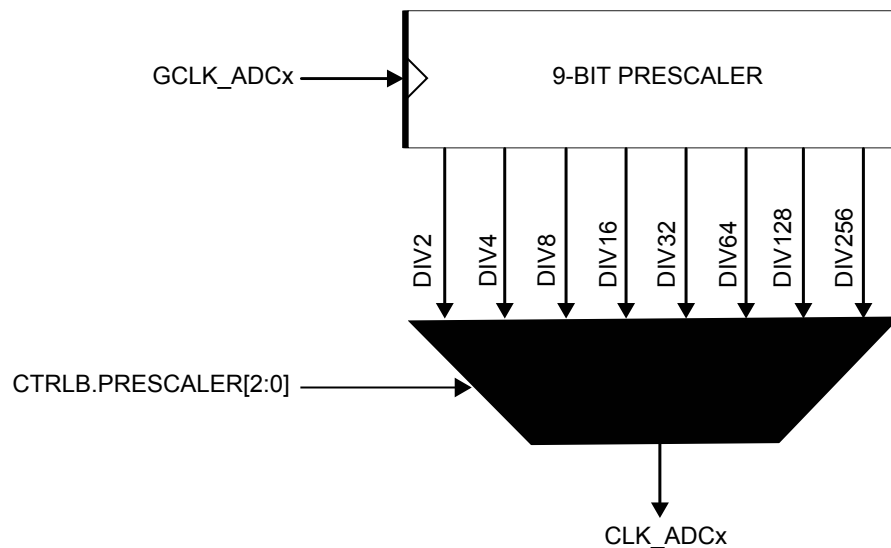 GCLK_ADCx
9-BIT PRESCALER
DIV2
DIV4
DIV8
DIV16
DIV32
DIV64
DIV128
DIV256
CTRLB.PRESCALER[2:0]
CLK_ADCx